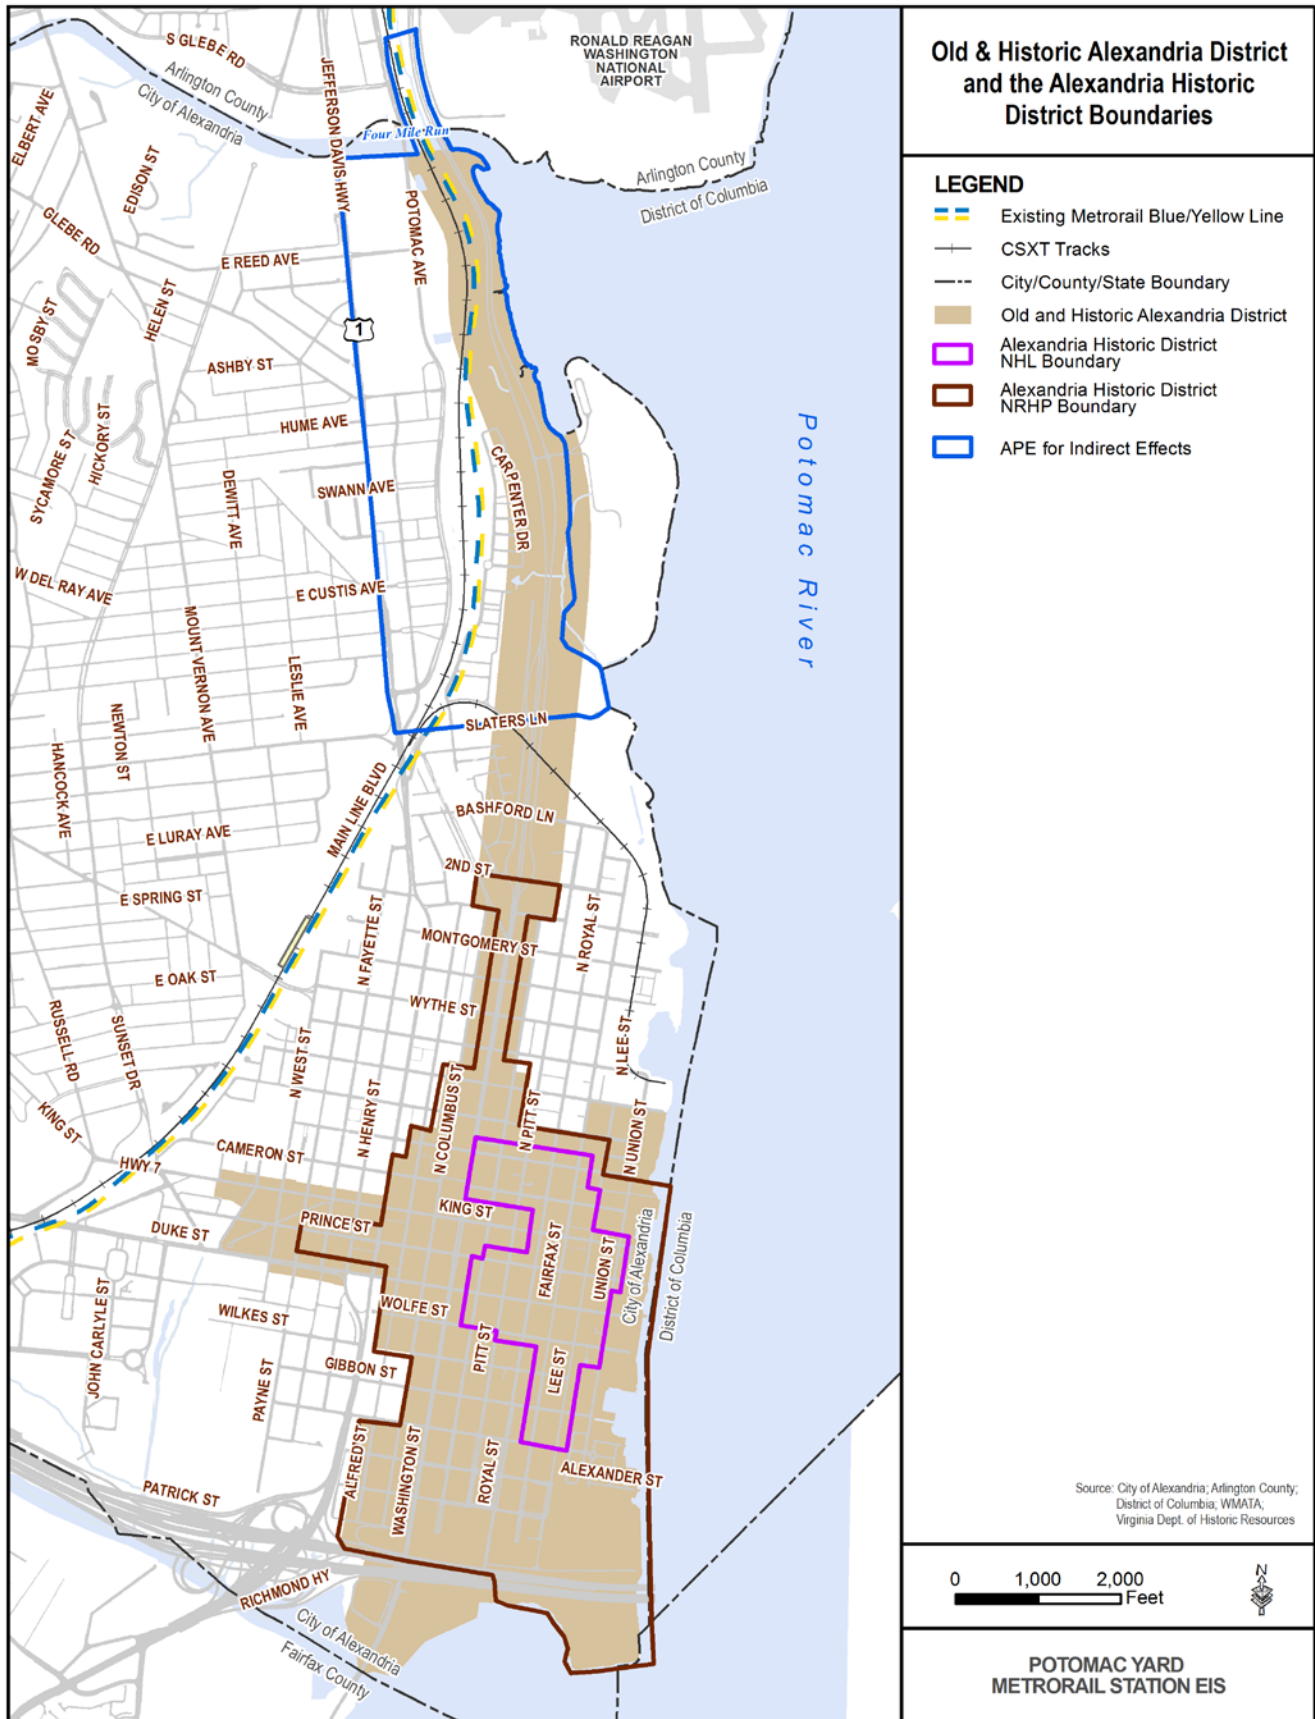 Old & Historic Alexandria District
and the Alexandria Historic
District Boundaries
LEGEND
Existing Metrorail Blue/Yellow Line
CSXT Tracks
City/County/State Boundary
Old and Historic Alexandria District
Alexandria Historic District
NHL Boundary
Alexandria Historic District
NRHP Boundary
APE for Indirect Effects
Source: City of Alexandria; Arlington County;
District of Columbia; WMATA;
Virginia Dept. of Historic Resources
0 1,000 2,000
Feet
N
POTOMAC YARD
METRORAIL STATION EIS
RONALD REAGAN
WASHINGTON
NATIONAL
AIRPORT
S GLEBE RD
Arlington County
City of Alexandria
JEFFERSON DAVIS HWY
Four Mile Run
Arlington County
District of Columbia
ELBERT AVE
EDISON ST
GLEBE RD
POTOMAC AVE
E REED AVE
HELEN ST
MOSBY ST
1
ASHBY ST
HICKORY ST
SYCAMORE ST
HUME AVE
CARPENTER DR
DEWITT AVE
SWANN AVE
Potomac River
W DEL RAY AVE
E CUSTIS AVE
MOUNT VERNON AVE
LESLIE AVE
NEWTON ST
HANCOCK AVE
SLATERS LN
MAIN LINE BLVD
BASHFORD LN
E LURAY AVE
2ND ST
E SPRING ST
N FAYETTE ST
MONTGOMERY ST
N ROYAL ST
E OAK ST
WYTHE ST
RUSSELL RD
SUNSET DR
N WEST ST
N LEE ST
N HENRY ST
N COLUMBUS ST
N PITT ST
N UNION ST
KING ST
HWY 7
CAMERON ST
KING ST
PRINCE ST
DUKE ST
FAIRFAX ST
UNION ST
City of Alexandria
District of Columbia
JOHN CARLYLE ST
WILKES ST
WOLFE ST
PITT ST
GIBBON ST
LEE ST
PAYNE ST
ALFRED ST
WASHINGTON ST
ROYAL ST
ALEXANDER ST
PATRICK ST
RICHMOND HY
City of Alexandria
Fairfax County